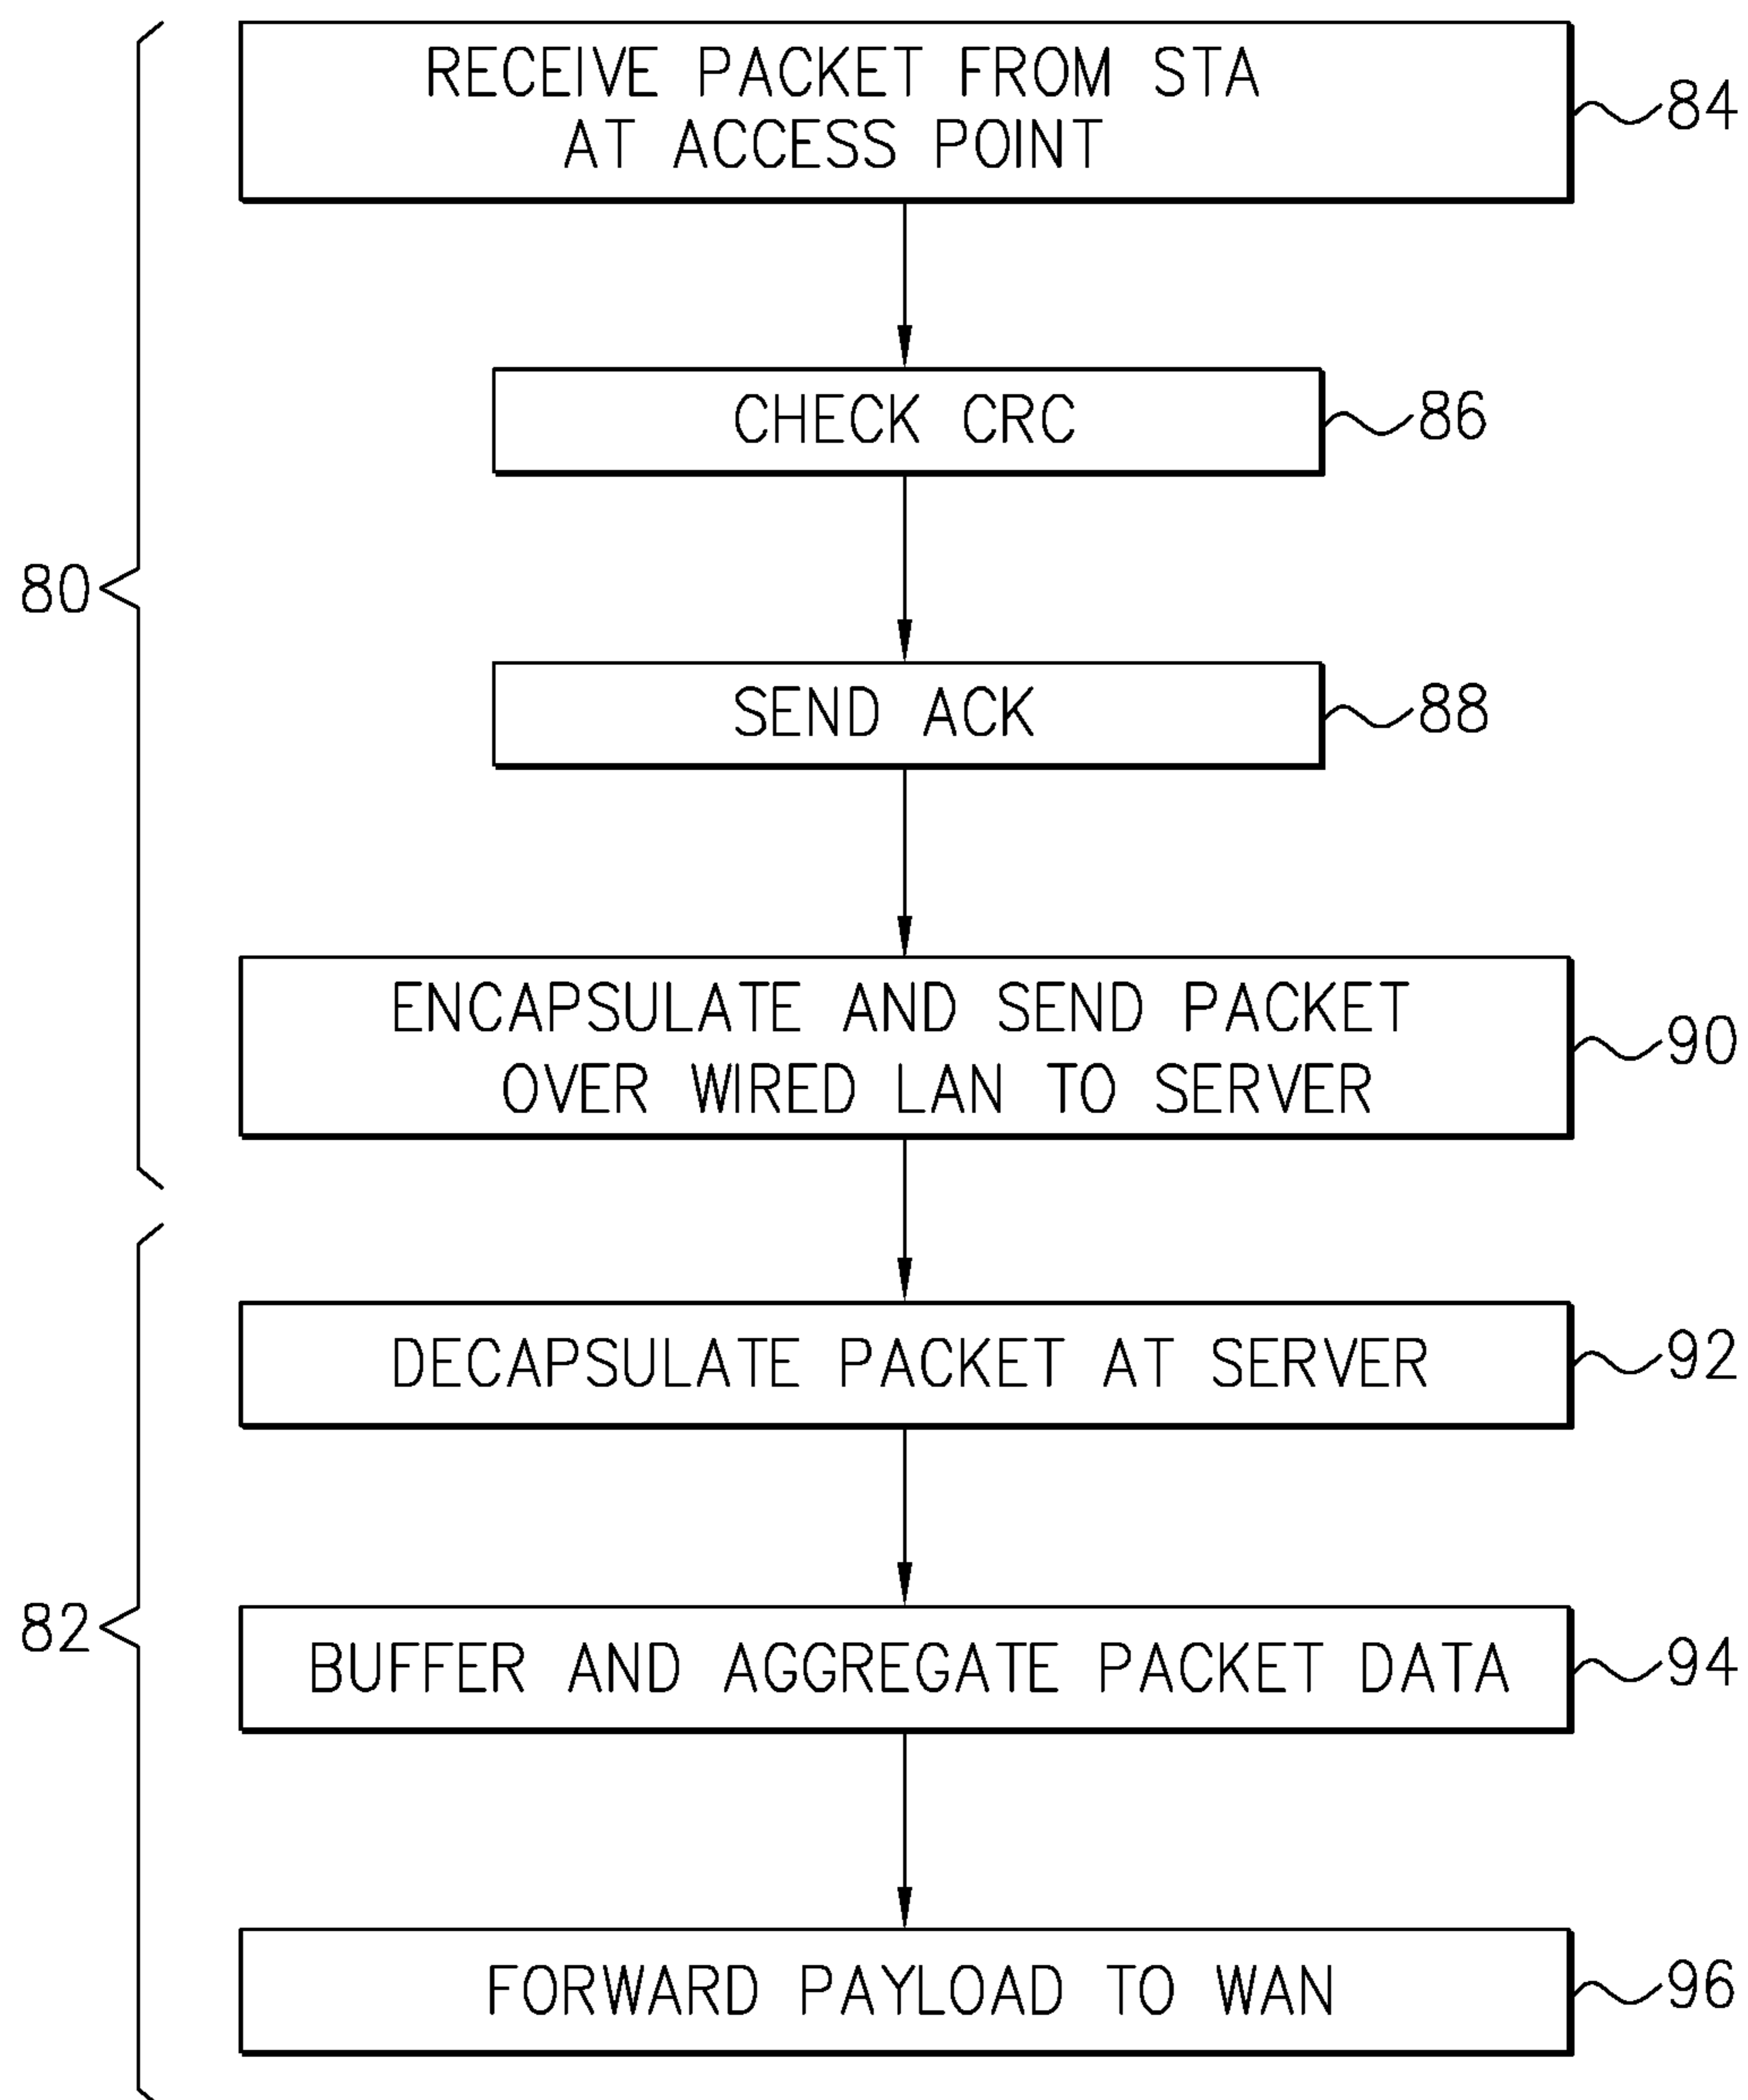 RECEIVE PACKET FROM STA
AT ACCESS POINT
84
CHECK CRC
86
80
SEND ACK
88
ENCAPSULATE AND SEND PACKET
OVER WIRED LAN TO SERVER
90
DECAPSULATE PACKET AT SERVER
92
82
BUFFER AND AGGREGATE PACKET DATA
94
FORWARD PAYLOAD TO WAN
96